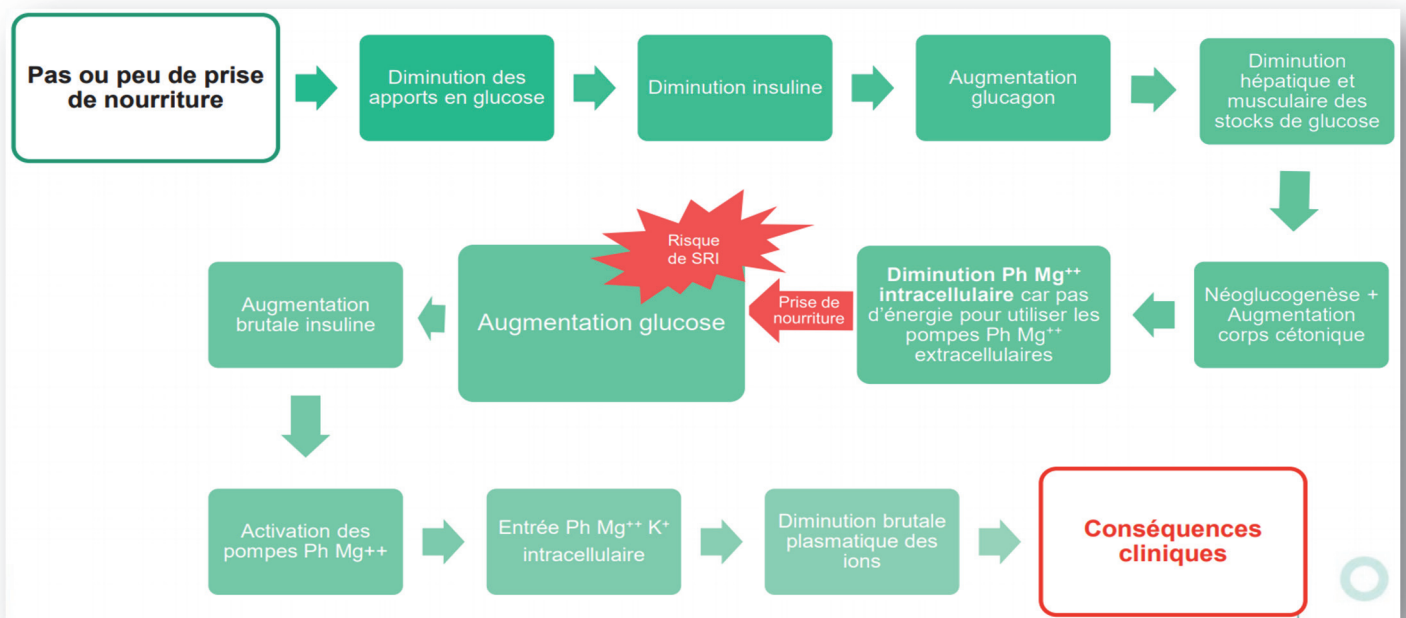 Pas ou peu de prise
de nourriture
Diminution des
apports en glucose
Diminution insuline
Augmentation
glucagon
Diminution
hépatique et
musculaire des
stocks de glucose
Néoglucogenèse +
Augmentation
corps cétonique
Diminution Ph Mg⁺⁺
intracellulaire car pas
d'énergie pour utiliser les
pompes Ph Mg⁺⁺
extracellulaires
Prise de
nourriture
Risque
de SRI
Augmentation glucose
Augmentation
brutale insuline
Activation des
pompes Ph Mg++
Entrée Ph Mg⁺⁺ K⁺
intracellulaire
Diminution brutale
plasmatique des
ions
Conséquences
cliniques